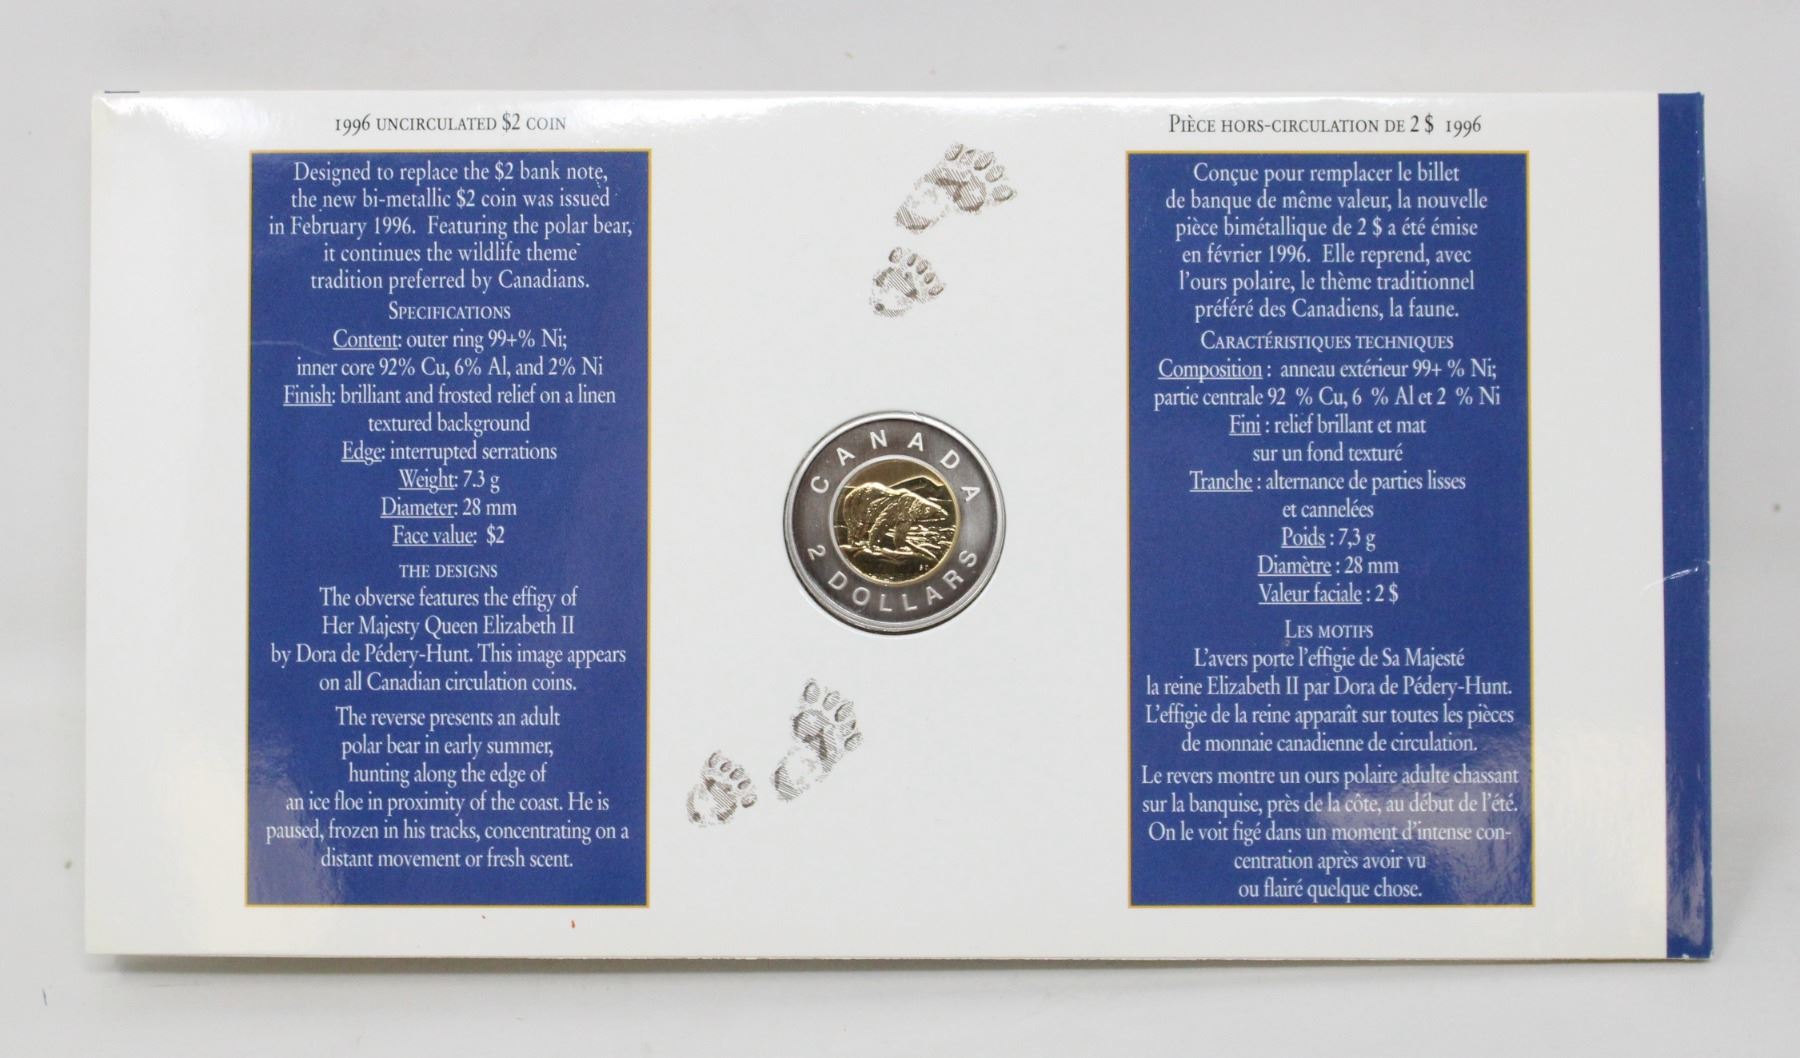 1996 UNCIRCULATED $2 COIN
Designed to replace the $2 bank note,
the new bi-metallic $2 coin was issued
in February 1996. Featuring the polar bear,
it continues the wildlife theme
tradition preferred by Canadians.
SPECIFICATIONS
Content: outer ring 99+% Ni;
inner core 92% Cu, 6% Al, and 2% Ni
Finish: brilliant and frosted relief on a linen
textured background
Edge: interrupted serrations
Weight: 7.3 g
Diameter: 28 mm
Face value: $2
THE DESIGNS
The obverse features the effigy of
Her Majesty Queen Elizabeth II
by Dora de Pédery-Hunt. This image appears
on all Canadian circulation coins.
The reverse presents an adult
polar bear in early summer,
hunting along the edge of
an ice floe in proximity of the coast. He is
paused, frozen in his tracks, concentrating on a
distant movement or fresh scent.
CANADA
2 DOLLARS
PIÈCE HORS-CIRCULATION DE 2 $ 1996
Conçue pour remplacer le billet
de banque de même valeur, la nouvelle
pièce bimétallique de 2 $ a été émise
en février 1996. Elle reprend, avec
l'ours polaire, le thème traditionnel
préféré des Canadiens, la faune.
CARACTÉRISTIQUES TECHNIQUES
Composition : anneau extérieur 99+ % Ni;
partie centrale 92 % Cu, 6 % Al et 2 % Ni
Fini : relief brillant et mat
sur un fond texturé
Tranche : alternance de parties lisses
et cannelées
Poids : 7,3 g
Diamètre : 28 mm
Valeur faciale : 2 $
LES MOTIFS
L'avers porte l'effigie de Sa Majesté
la reine Elizabeth II par Dora de Pédery-Hunt.
L'effigie de la reine apparaît sur toutes les pièces
de monnaie canadienne de circulation.
Le revers montre un ours polaire adulte chassant
sur la banquise, près de la côte, au début de l'été.
On le voit figé dans un moment d'intense con-
centration après avoir vu
ou flairé quelque chose.